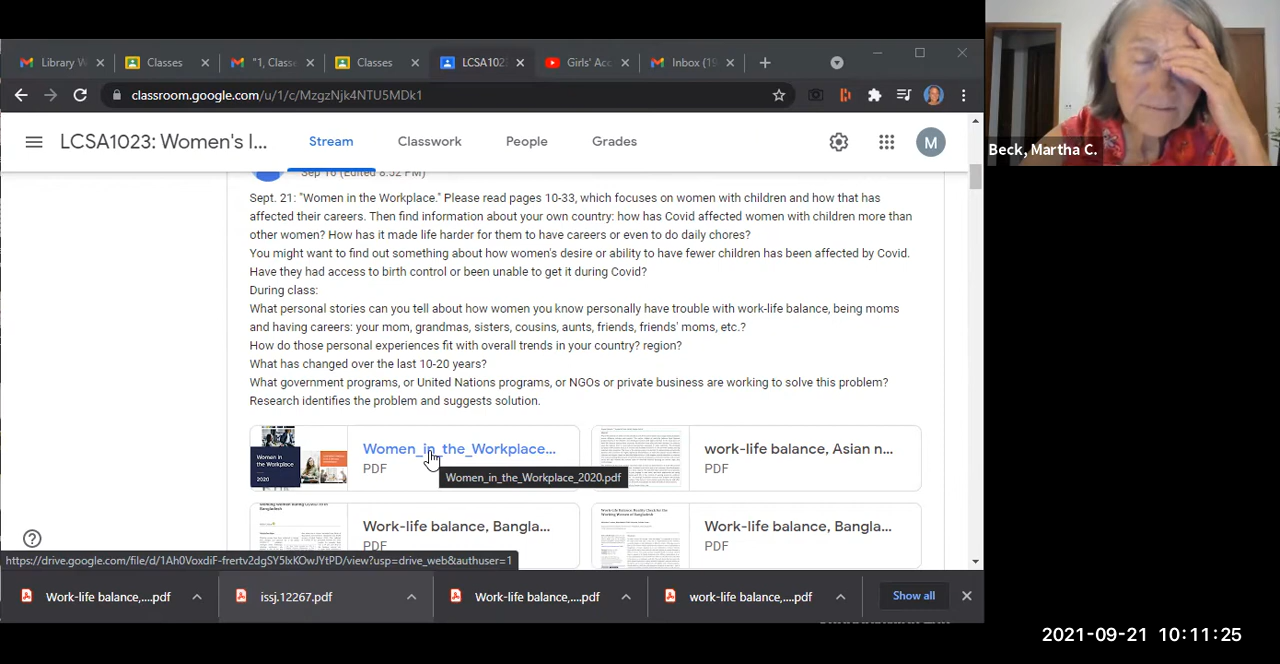 Library W
Classes
"1, Classe
Classes
LCSA1023
Girls' Acc
Inbox (19
classroom.google.com/u/1/c/MzgzNjk4NTU5MDk1
LCSA1023: Women's I...
Stream
Classwork
People
Grades
M
Beck, Martha C.
Sep 16 (Edited 8:52 PM)
Sept. 21: "Women in the Workplace." Please read pages 10-33, which focuses on women with children and how that has
affected their careers. Then find information about your own country: how has Covid affected women with children more than
other women? How has it made life harder for them to have careers or even to do daily chores?
You might want to find out something about how women's desire or ability to have fewer children has been affected by Covid.
Have they had access to birth control or been unable to get it during Covid?
During class:
What personal stories can you tell about how women you know personally have trouble with work-life balance, being moms
and having careers: your mom, grandmas, sisters, cousins, aunts, friends, friends' moms, etc.?
How do those personal experiences fit with overall trends in your country? region?
What has changed over the last 10-20 years?
What government programs, or United Nations programs, or NGOs or private business are working to solve this problem?
Research identifies the problem and suggests solution.
Women in
the Workplace
2020
Women_in_the_Workplace...
PDF
Women_in_the_Workplace_2020.pdf
work-life balance, Asian n...
PDF
Work-life balance, Bangla...
PDF
Work-life balance, Bangla...
PDF
https://drive.google.com/file/d/1Ah0VoxdiF-frertv2dgSY5lxKOwJYtPD/view?usp=drive_web&authuser=1
Work-life balance,....pdf
issj.12267.pdf
Work-life balance,....pdf
work-life balance,....pdf
Show all
2021-09-21 10:11:25